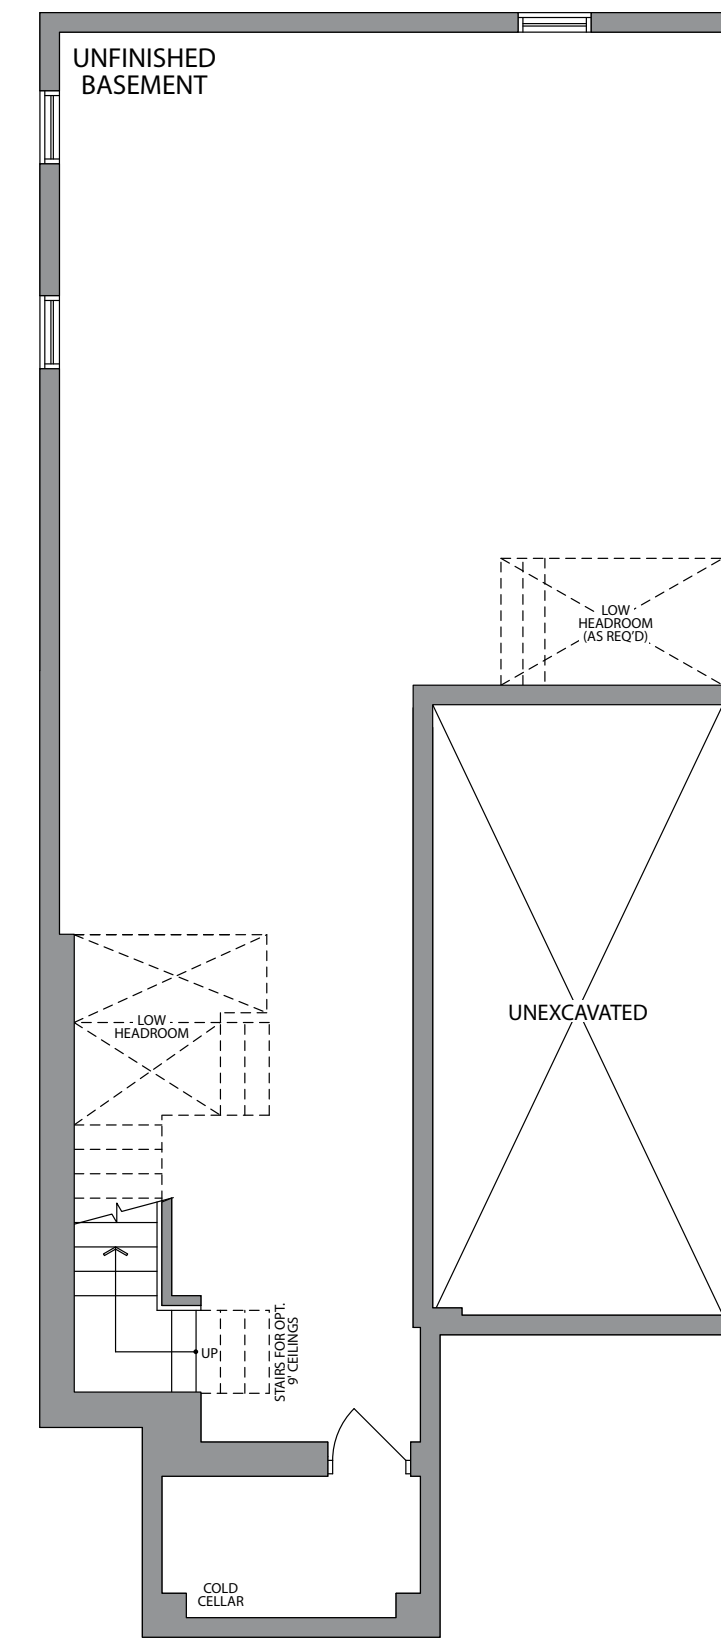 UNFINISHED
BASEMENT
LOW
HEADROOM
(AS REQ'D)
UNEXCAVATED
LOW
HEADROOM
STAIRS FOR OPT.
9' CEILINGS
UP
COLD
CELLAR